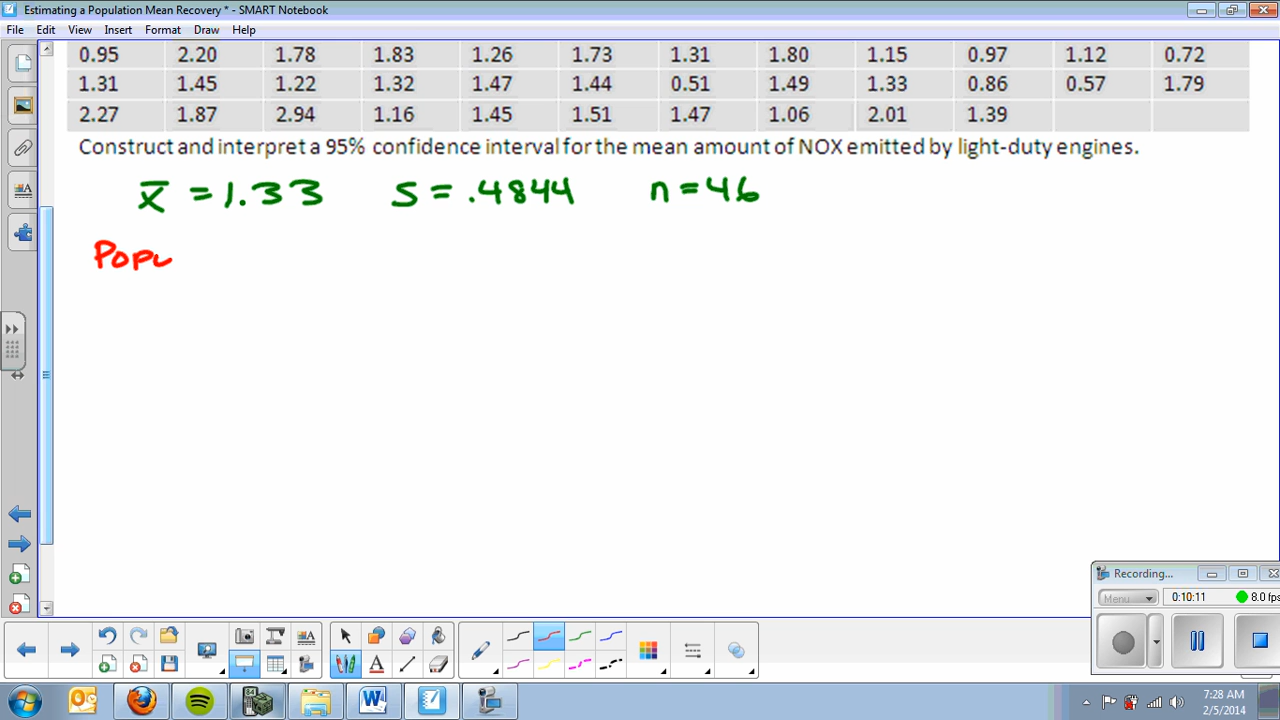 Estimating a Population Mean Recovery * - SMART Notebook
File Edit View Insert Format Draw Help
0.95 2.20 1.78 1.83 1.26 1.73 1.31 1.80 1.15 0.97 1.12 0.72
1.31 1.45 1.22 1.32 1.47 1.44 0.51 1.49 1.33 0.86 0.57 1.79
2.27 1.87 2.94 1.16 1.45 1.51 1.47 1.06 2.01 1.39
Construct and interpret a 95% confidence interval for the mean amount of NOX emitted by light-duty engines.
x̅ = 1.33 s = .4844 n = 46
Popu
Recording...
Menu 0:10:11 8.0 fps
7:28 AM
2/5/2014